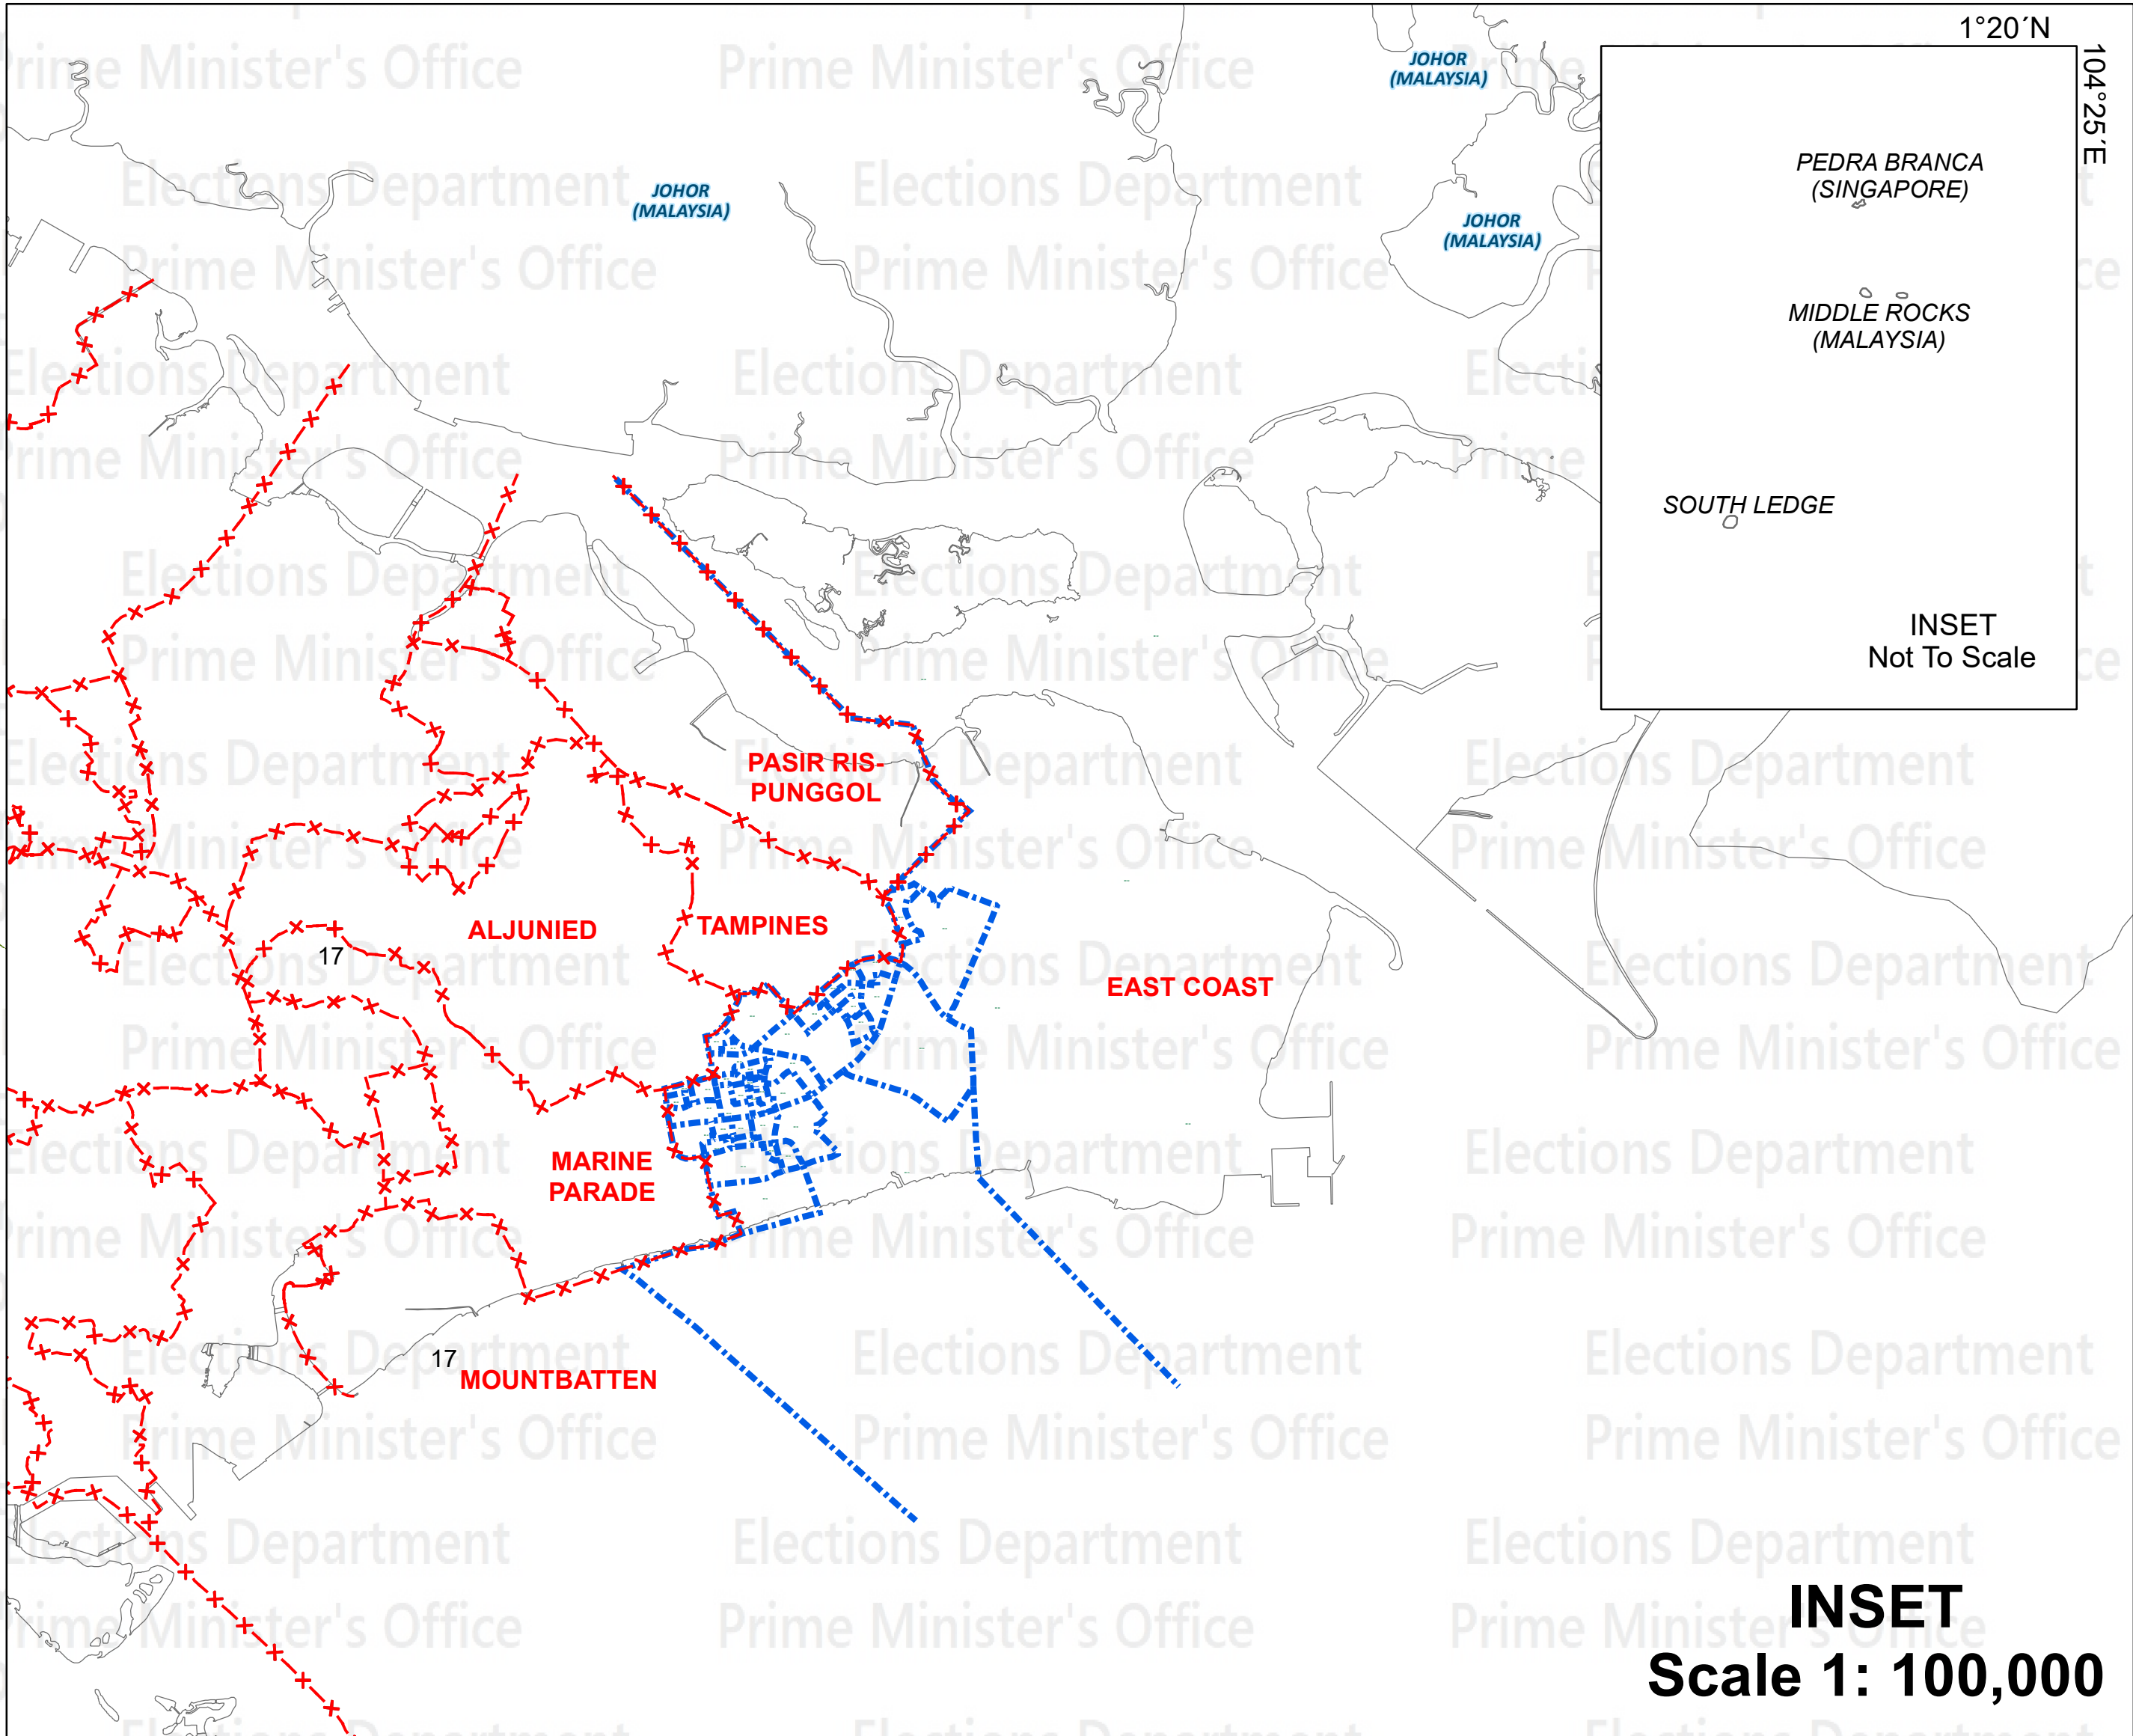 1°20´N
104°25´E
JOHOR
(MALAYSIA)
JOHOR
(MALAYSIA)
JOHOR
(MALAYSIA)
PEDRA BRANCA
(SINGAPORE)
MIDDLE ROCKS
(MALAYSIA)
SOUTH LEDGE
INSET
Not To Scale
PASIR RIS-
PUNGGOL
ALJUNIED
TAMPINES
17
EAST COAST
MARINE
PARADE
17
MOUNTBATTEN
INSET
Scale 1: 100,000
Elections Department
Prime Minister's Office